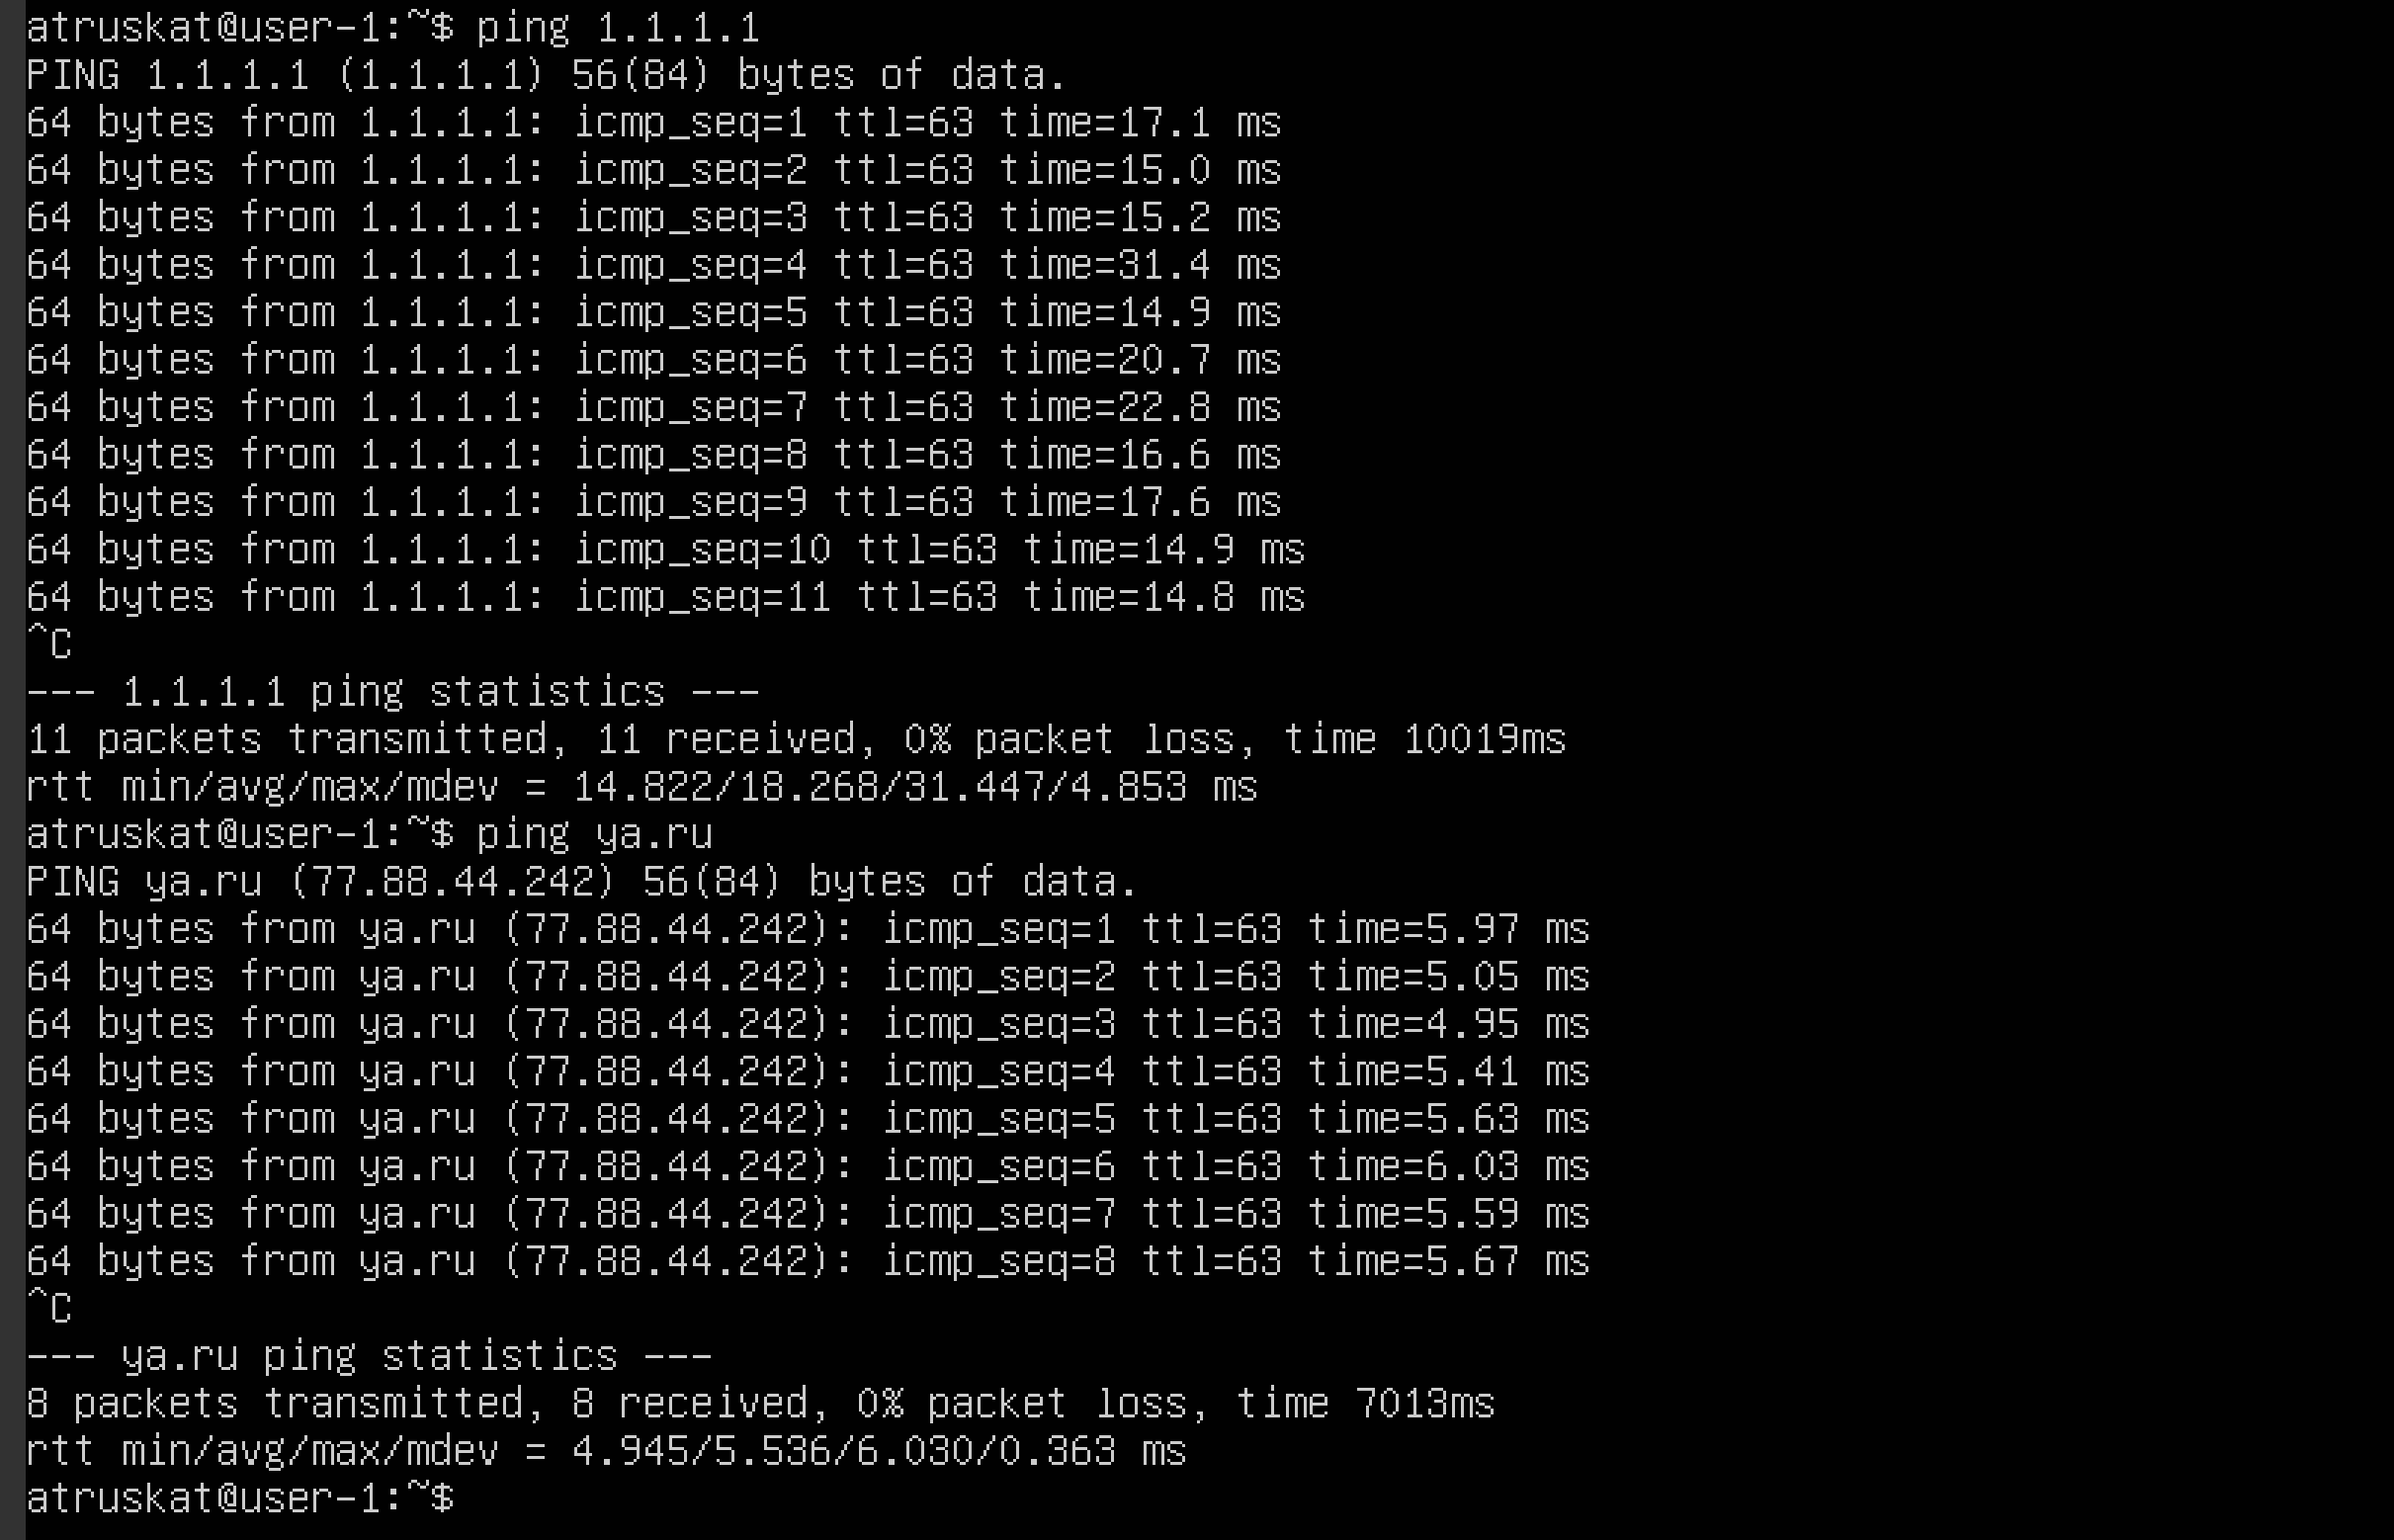 atruskat@user-1:~$ ping 1.1.1.1
PING 1.1.1.1 (1.1.1.1) 56(84) bytes of data.
64 bytes from 1.1.1.1: icmp_seq=1 ttl=63 time=17.1 ms
64 bytes from 1.1.1.1: icmp_seq=2 ttl=63 time=15.0 ms
64 bytes from 1.1.1.1: icmp_seq=3 ttl=63 time=15.2 ms
64 bytes from 1.1.1.1: icmp_seq=4 ttl=63 time=31.4 ms
64 bytes from 1.1.1.1: icmp_seq=5 ttl=63 time=14.9 ms
64 bytes from 1.1.1.1: icmp_seq=6 ttl=63 time=20.7 ms
64 bytes from 1.1.1.1: icmp_seq=7 ttl=63 time=22.8 ms
64 bytes from 1.1.1.1: icmp_seq=8 ttl=63 time=16.6 ms
64 bytes from 1.1.1.1: icmp_seq=9 ttl=63 time=17.6 ms
64 bytes from 1.1.1.1: icmp_seq=10 ttl=63 time=14.9 ms
64 bytes from 1.1.1.1: icmp_seq=11 ttl=63 time=14.8 ms
^C
--- 1.1.1.1 ping statistics ---
11 packets transmitted, 11 received, 0% packet loss, time 10019ms
rtt min/avg/max/mdev = 14.822/18.268/31.447/4.853 ms
atruskat@user-1:~$ ping ya.ru
PING ya.ru (77.88.44.242) 56(84) bytes of data.
64 bytes from ya.ru (77.88.44.242): icmp_seq=1 ttl=63 time=5.97 ms
64 bytes from ya.ru (77.88.44.242): icmp_seq=2 ttl=63 time=5.05 ms
64 bytes from ya.ru (77.88.44.242): icmp_seq=3 ttl=63 time=4.95 ms
64 bytes from ya.ru (77.88.44.242): icmp_seq=4 ttl=63 time=5.41 ms
64 bytes from ya.ru (77.88.44.242): icmp_seq=5 ttl=63 time=5.63 ms
64 bytes from ya.ru (77.88.44.242): icmp_seq=6 ttl=63 time=6.03 ms
64 bytes from ya.ru (77.88.44.242): icmp_seq=7 ttl=63 time=5.59 ms
64 bytes from ya.ru (77.88.44.242): icmp_seq=8 ttl=63 time=5.67 ms
^C
--- ya.ru ping statistics ---
8 packets transmitted, 8 received, 0% packet loss, time 7013ms
rtt min/avg/max/mdev = 4.945/5.536/6.030/0.363 ms
atruskat@user-1:~$